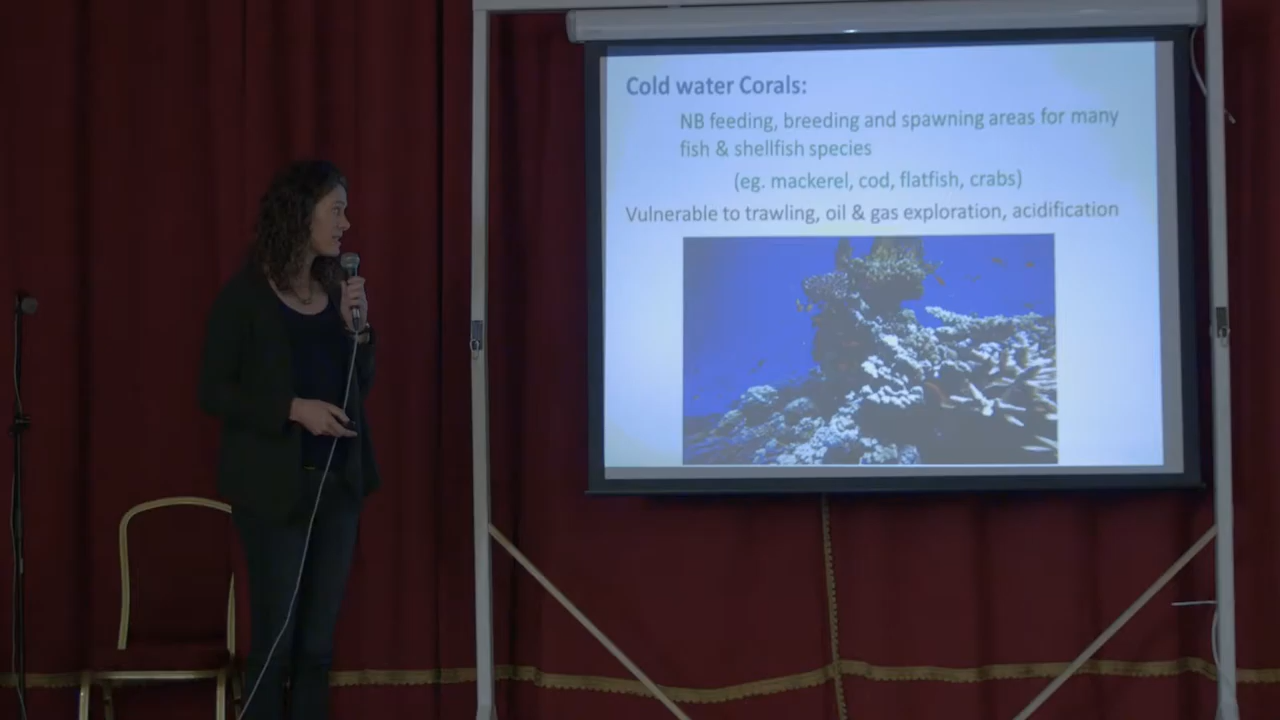 Cold water Corals:
NB feeding, breeding and spawning areas for many
fish & shellfish species
(eg. mackerel, cod, flatfish, crabs)
Vulnerable to trawling, oil & gas exploration, acidification